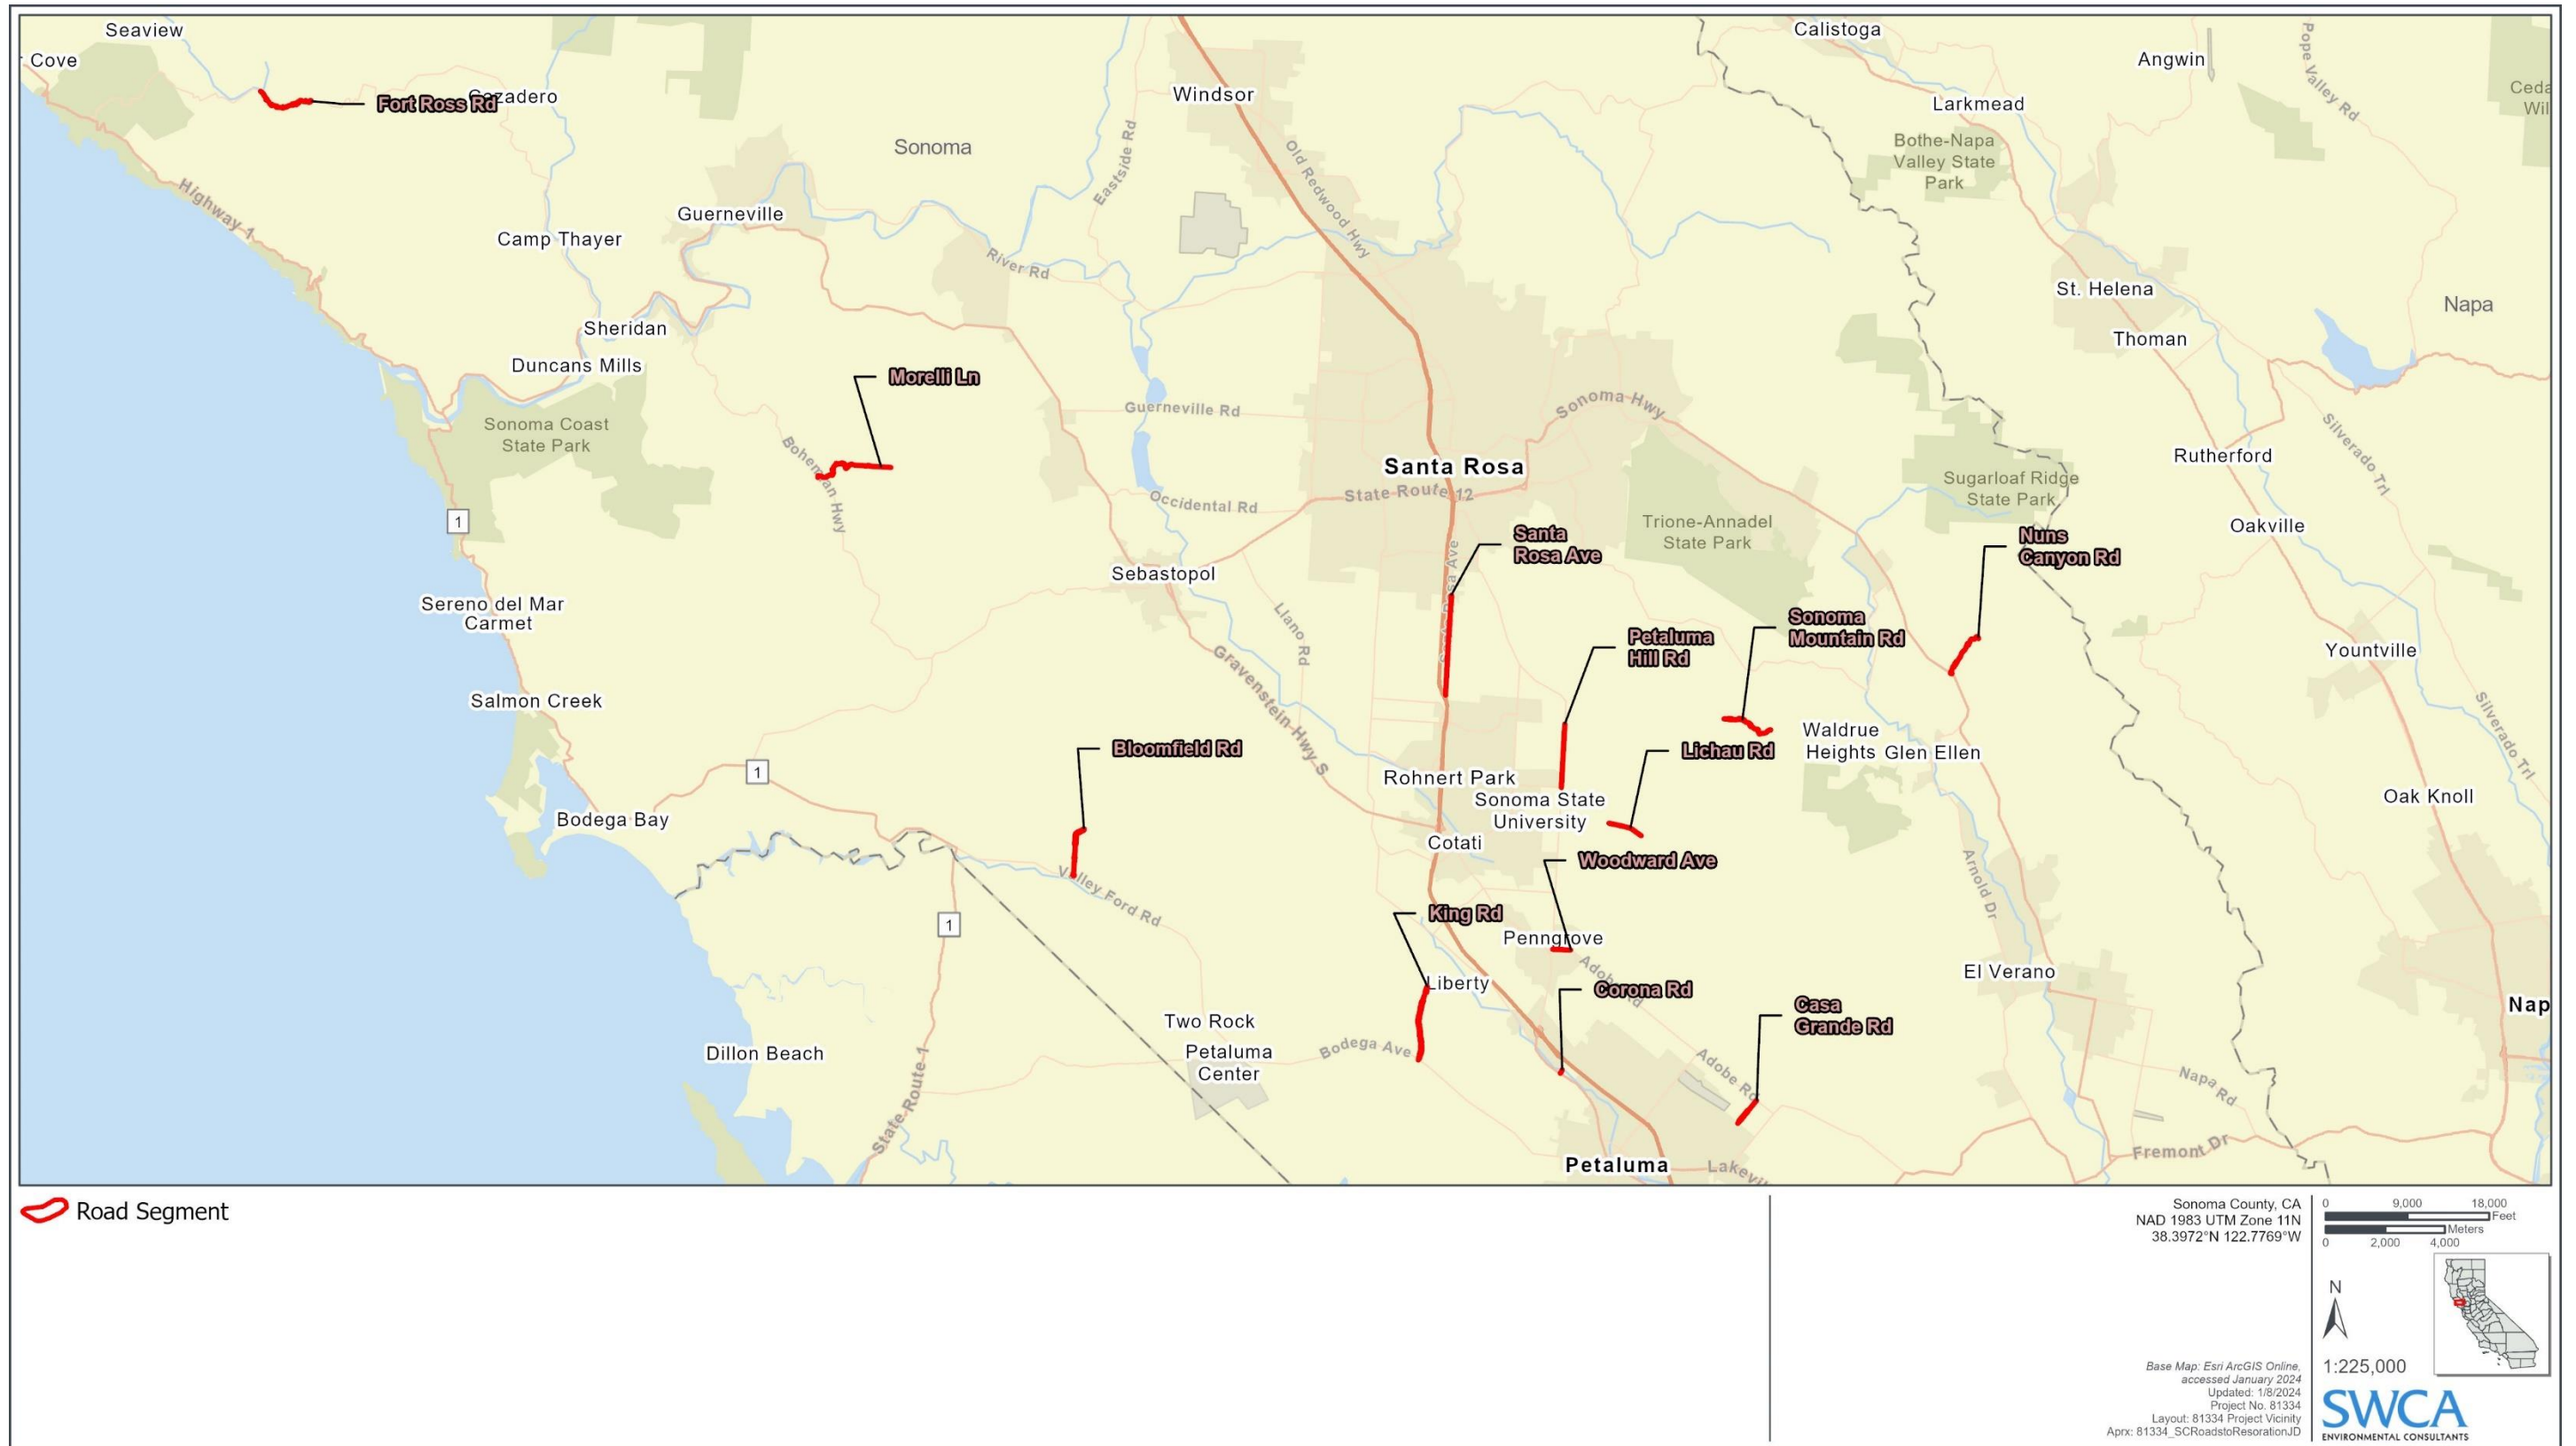 Seaview
Cove
Calistoga
Angwin
Pope Valley Rd
Windsor
Larkmead
Fort Ross Rd
Sonoma
Eastside Rd
Old Redwood Hwy
Bothe-Napa
Valley State
Park
Highway 1
Guerneville
Camp Thayer
River Rd
St. Helena
Napa
Sheridan
Thoman
Duncans Mills
Morelli Ln
Guerneville Rd
Sonoma Hwy
Sonoma Coast
State Park
Silverado Trl
Rutherford
Santa Rosa
Bohemian Hwy
State Route 12
Sugarloaf Ridge
State Park
Occidental Rd
1
Trione-Annadel
State Park
Oakville
Santa
Rosa Ave
Nuns
Canyon Rd
Sebastopol
Sereno del Mar
Carmet
Llano Rd
Sonoma
Mountain Rd
Petaluma
Hill Rd
Yountville
Gravenstein Hwy S
Salmon Creek
Silverado Trl
Bloomfield Rd
Lichau Rd
Waldrue
Heights
Glen Ellen
1
Rohnert Park
Sonoma State
University
Oak Knoll
Bodega Bay
Cotati
Woodward Ave
Valley Ford Rd
Arnold Dr
King Rd
1
Penngrove
Adobe Rd
Liberty
El Verano
Corona Rd
Casa
Grande Rd
Two Rock
Petaluma
Center
Bodega Ave
Dillon Beach
Adobe Rd
Napa Rd
State Route 1
Fremont Dr
Petaluma
Road Segment
Sonoma County, CA
NAD 1983 UTM Zone 11N
38.3972°N 122.7769°W
0 9,000 18,000
Feet
Meters
0 2,000 4,000
N
1:225,000
Base Map: Esri ArcGIS Online,
accessed January 2024
Updated: 1/8/2024
Project No. 81334
Layout: 81334 Project Vicinity
Aprx: 81334_SCRoadstoResorationJD
SWCA
ENVIRONMENTAL CONSULTANTS